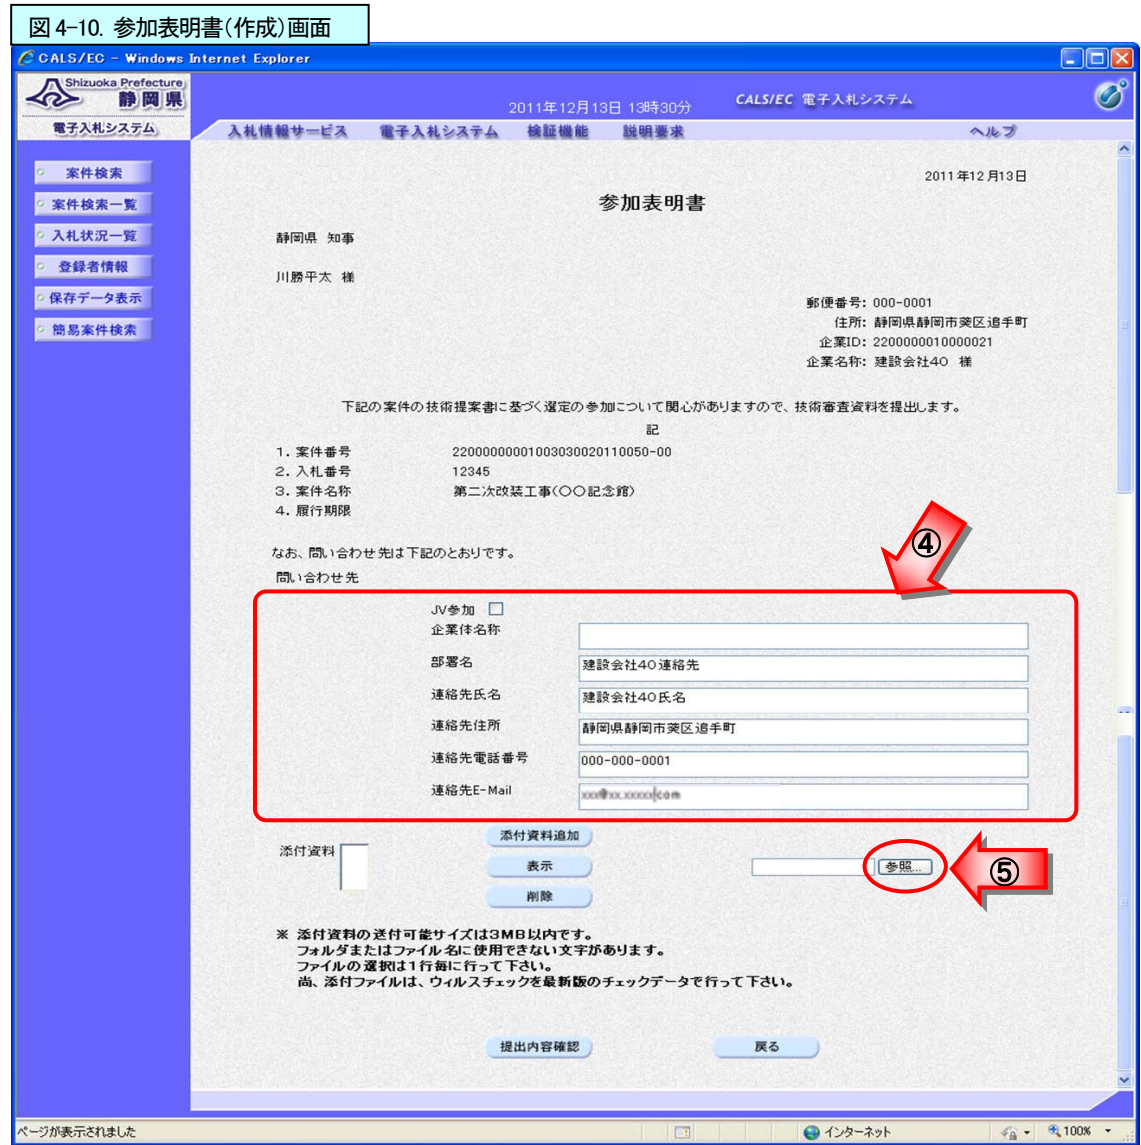 図 4-10. 参加表明書(作成)画面
CALS/EC - Windows Internet Explorer
Shizuoka Prefecture
静岡県
電子入札システム
2011年12月13日 13時30分
CALS/EC 電子入札システム
入札情報サービス 電子入札システム 検証機能 説明要求 ヘルプ
案件検索
案件検索一覧
入札状況一覧
登録者情報
保存データ表示
簡易案件検索
2011年12月13日
参加表明書
静岡県 知事
川勝平太 様
郵便番号: 000-0001
住所: 静岡県静岡市葵区追手町
企業ID: 2200000010000021
企業名称: 建設会社40 様
下記の案件の技術提案書に基づく選定の参加について関心がありますので、技術審査資料を提出します。
記
1. 案件番号 22000000001003030020110050-00
2. 入札番号 12345
3. 案件名称 第二次改装工事(〇〇記念館)
4. 履行期限
なお、問い合わせ先は下記のとおりです。
問い合わせ先
④
JV参加
企業体名称
部署名 建設会社40連絡先
連絡先氏名 建設会社40氏名
連絡先住所 静岡県静岡市葵区追手町
連絡先電話番号 000-000-0001
連絡先E-Mail
添付資料
添付資料追加
表示
削除
参照...
⑤
※ 添付資料の送付可能サイズは3MB以内です。
フォルダまたはファイル名に使用できない文字があります。
ファイルの選択は1行毎に行って下さい。
尚、添付ファイルは、ウィルスチェックを最新版のチェックデータで行って下さい。
提出内容確認 戻る
ページが表示されました インターネット 100%